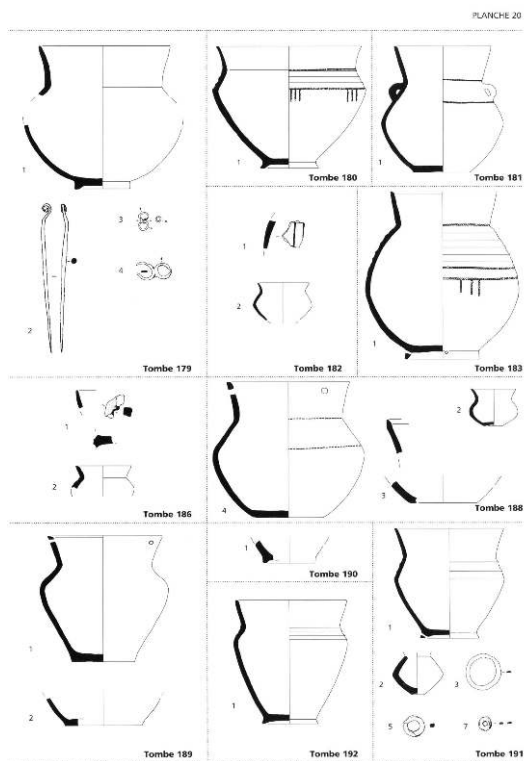 PLANCHE 20
1
3
4
2
Tombe 179
1
Tombe 180
1
Tombe 181
1
2
Tombe 182
1
Tombe 183
1
2
Tombe 186
4
2
3
Tombe 188
1
2
Tombe 189
1
Tombe 190
1
Tombe 192
1
2
3
5
7
Tombe 191